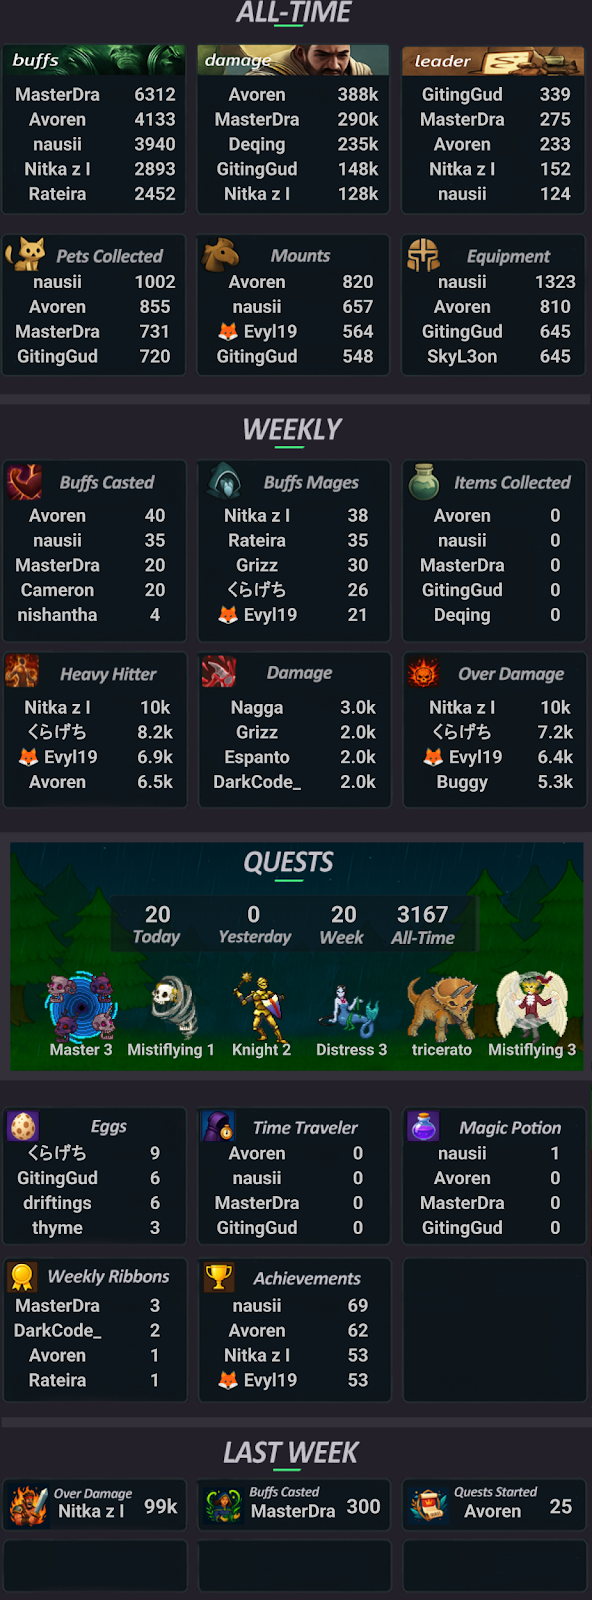 ALL-TIME
buffs
MasterDra 6312
Avoren 4133
nausii 3940
Nitka z I 2893
Rateira 2452
damage
Avoren 388k
MasterDra 290k
Deqing 235k
GitingGud 148k
Nitka z I 128k
leader
GitingGud 339
MasterDra 275
Avoren 233
Nitka z I 152
nausii 124
Pets Collected
nausii 1002
Avoren 855
MasterDra 731
GitingGud 720
Mounts
Avoren 820
nausii 657
🦊 Evyl19 564
GitingGud 548
Equipment
nausii 1323
Avoren 810
GitingGud 645
SkyL3on 645
WEEKLY
Buffs Casted
Avoren 40
nausii 35
MasterDra 20
Cameron 20
nishantha 4
Buffs Mages
Nitka z I 38
Rateira 35
Grizz 30
くらげち 26
🦊 Evyl19 21
Items Collected
Avoren 0
nausii 0
MasterDra 0
GitingGud 0
Deqing 0
Heavy Hitter
Nitka z I 10k
くらげち 8.2k
🦊 Evyl19 6.9k
Avoren 6.5k
Damage
Nagga 3.0k
Grizz 2.0k
Espanto 2.0k
DarkCode_ 2.0k
Over Damage
Nitka z I 10k
くらげち 7.2k
🦊 Evyl19 6.4k
Buggy 5.3k
QUESTS
20 0 20 3167
Today Yesterday Week All-Time
Master 3 Mistiflying 1 Knight 2 Distress 3 tricerato Mistiflying 3
Eggs
くらげち 9
GitingGud 6
driftings 6
thyme 3
Time Traveler
Avoren 0
nausii 0
MasterDra 0
GitingGud 0
Magic Potion
nausii 1
Avoren 0
MasterDra 0
GitingGud 0
Weekly Ribbons
MasterDra 3
DarkCode_ 2
Avoren 1
Rateira 1
Achievements
nausii 69
Avoren 62
Nitka z I 53
🦊 Evyl19 53
LAST WEEK
Over Damage
Nitka z I 99k
Buffs Casted
MasterDra 300
Quests Started
Avoren 25